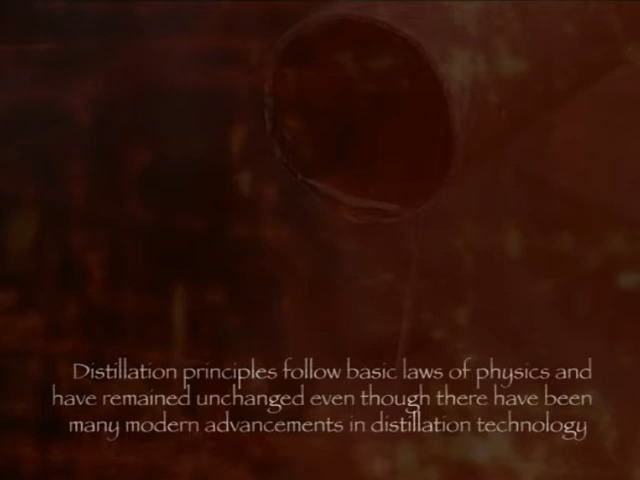 Distillation principles follow basic laws of physics and
have remained unchanged even though there have been
many modern advancements in distillation technology